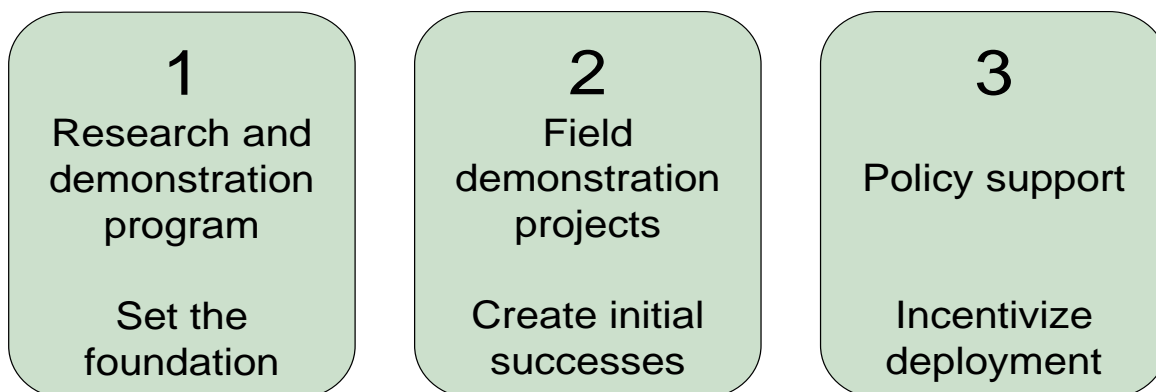 1
Research and
demonstration
program
Set the
foundation
2
Field
demonstration
projects
Create initial
successes
3
Policy support
Incentivize
deployment